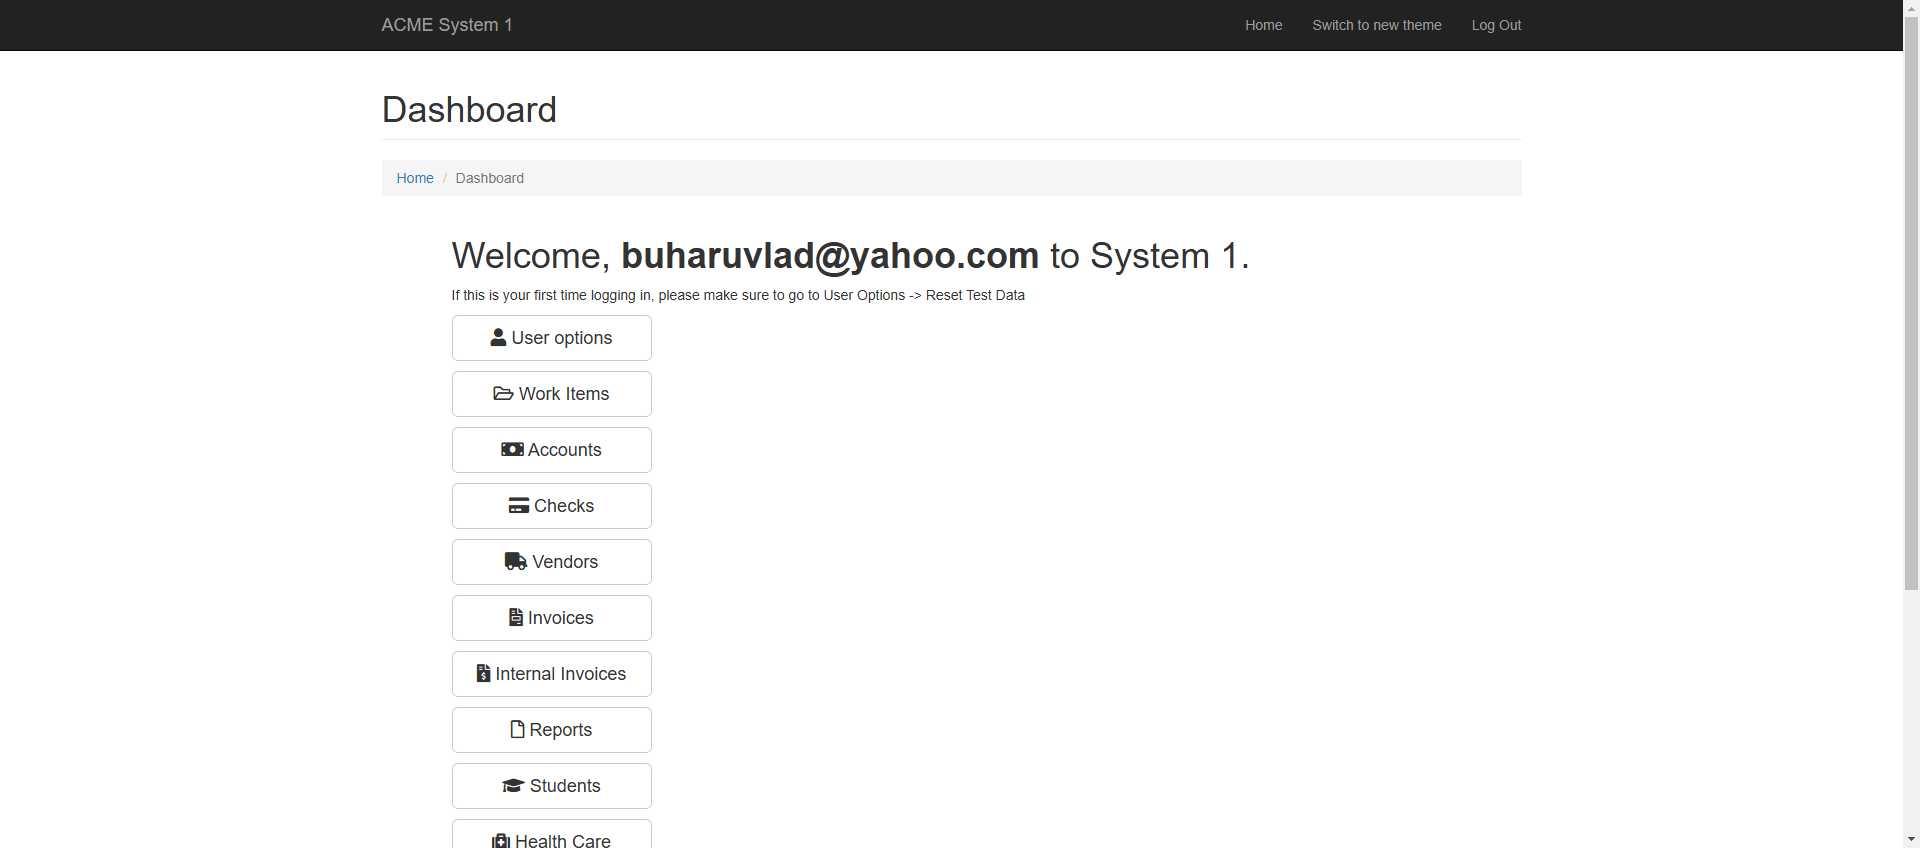 ACME System 1
Home Switch to new theme Log Out
Dashboard
Home / Dashboard
Welcome, buharuvlad@yahoo.com to System 1.
If this is your first time logging in, please make sure to go to User Options -> Reset Test Data
User options
Work Items
Accounts
Checks
Vendors
Invoices
Internal Invoices
Reports
Students
Health Care